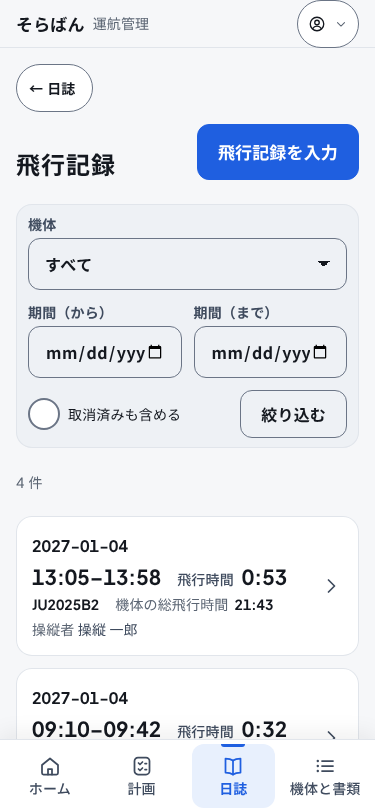 そらばん 運航管理
← 日誌
飛行記録
飛行記録を入力
機体
すべて
期間（から） 期間（まで）
mm/dd/yyy mm/dd/yyy
取消済みも含める 絞り込む
4 件
2027-01-04
13:05–13:58 飛行時間 0:53
JU2025B2 機体の総飛行時間 21:43
操縦者 操縦 一郎
2027-01-04
09:10–09:42 飛行時間 0:32
ホーム 計画 日誌 機体と書類